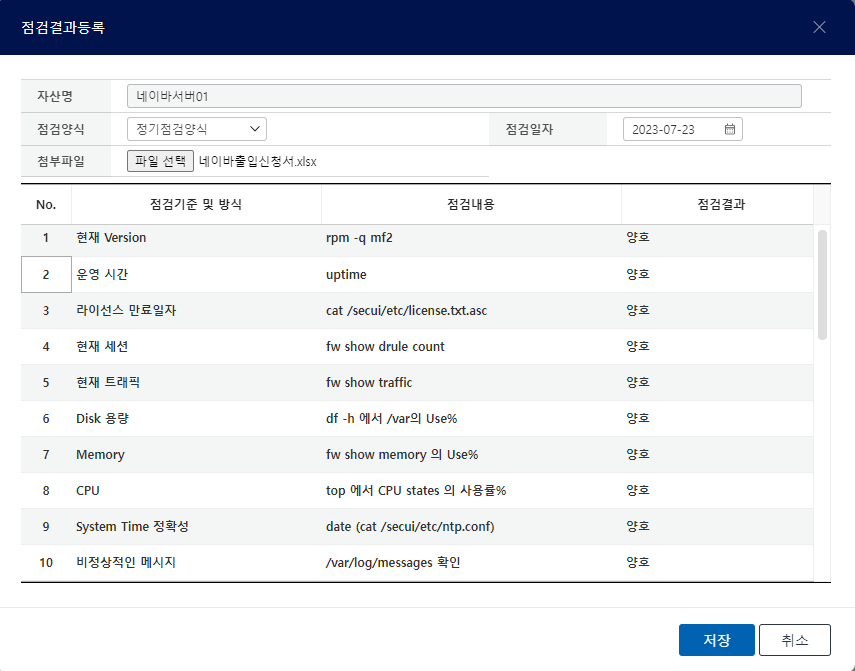 점검결과등록
자산명 네이바서버01
점검양식 정기점검양식 점검일자 2023-07-23
첨부파일 파일 선택 네이바출입신청서.xlsx
No. 점검기준 및 방식 점검내용 점검결과
1 현재 Version rpm -q mf2 양호
2 운영 시간 uptime 양호
3 라이선스 만료일자 cat /secui/etc/license.txt.asc 양호
4 현재 세션 fw show drule count 양호
5 현재 트래픽 fw show traffic 양호
6 Disk 용량 df -h 에서 /var의 Use% 양호
7 Memory fw show memory 의 Use% 양호
8 CPU top 에서 CPU states 의 사용률% 양호
9 System Time 정확성 date (cat /secui/etc/ntp.conf) 양호
10 비정상적인 메시지 /var/log/messages 확인 양호
저장 취소